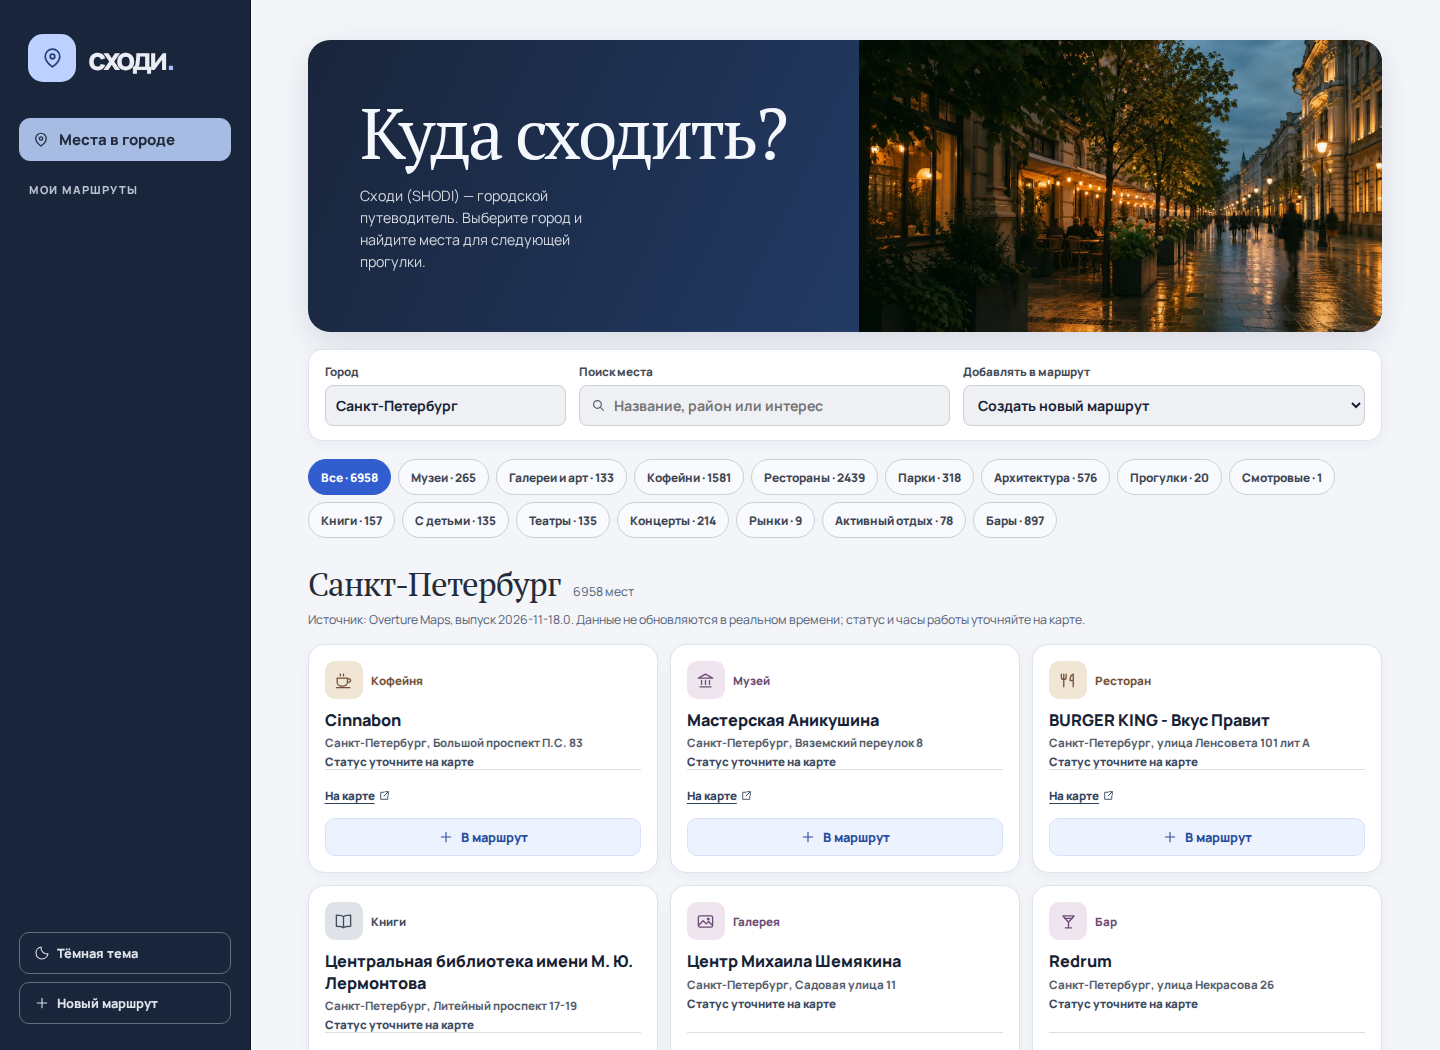 сходи.
Места в городе
МОИ МАРШРУТЫ
Тёмная тема
Новый маршрут
Куда сходить?
Сходи (SHODI) — городской
путеводитель. Выберите город и
найдите места для следующей
прогулки.
Город
Поиск места
Добавлять в маршрут
Санкт-Петербург
Название, район или интерес
Создать новый маршрут
Все · 6958
Музеи · 265
Галереи и арт · 133
Кофейни · 1581
Рестораны · 2439
Парки · 318
Архитектура · 576
Прогулки · 20
Смотровые · 1
Книги · 157
С детьми · 135
Театры · 135
Концерты · 214
Рынки · 9
Активный отдых · 78
Бары · 897
Санкт-Петербург 6958 мест
Источник: Overture Maps, выпуск 2026-11-18.0. Данные не обновляются в реальном времени; статус и часы работы уточняйте на карте.
Кофейня
Cinnabon
Санкт-Петербург, Большой проспект П.С. 83
Статус уточните на карте
На карте
В маршрут
Музей
Мастерская Аникушина
Санкт-Петербург, Вяземский переулок 8
Статус уточните на карте
На карте
В маршрут
Ресторан
BURGER KING - Вкус Правит
Санкт-Петербург, улица Ленсовета 101 лит А
Статус уточните на карте
На карте
В маршрут
Книги
Центральная библиотека имени М. Ю.
Лермонтова
Санкт-Петербург, Литейный проспект 17-19
Статус уточните на карте
Галерея
Центр Михаила Шемякина
Санкт-Петербург, Садовая улица 11
Статус уточните на карте
Бар
Redrum
Санкт-Петербург, улица Некрасова 26
Статус уточните на карте